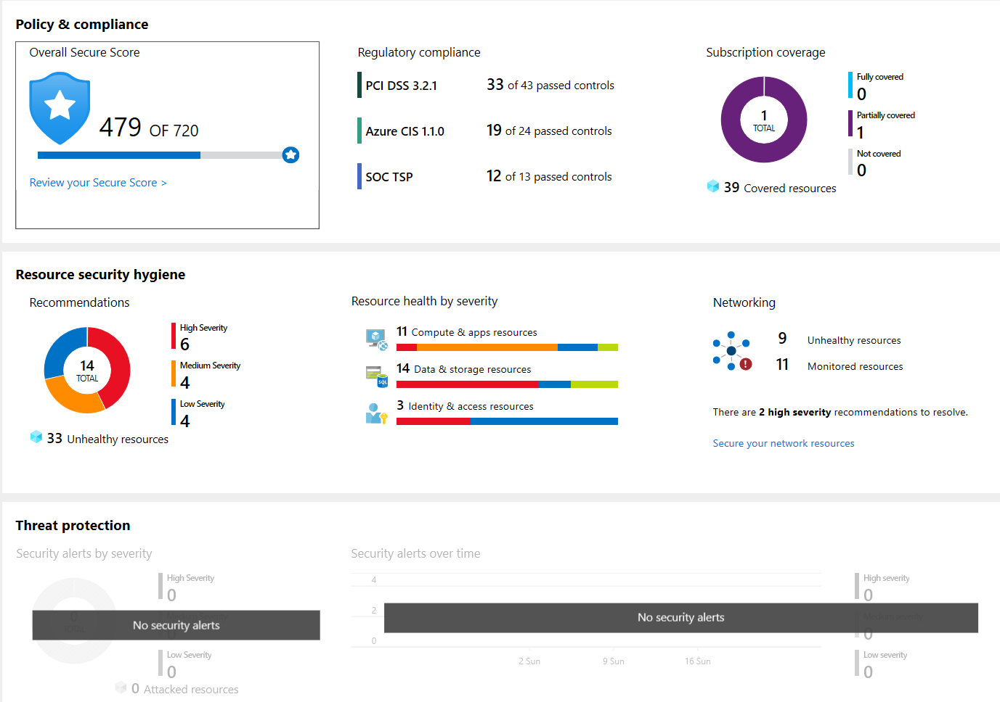 Policy & compliance
Overall Secure Score
479 OF 720
Review your Secure Score >
Regulatory compliance
PCI DSS 3.2.1 33 of 43 passed controls
Azure CIS 1.1.0 19 of 24 passed controls
SOC TSP 12 of 13 passed controls
Subscription coverage
1
TOTAL
Fully covered
0
Partially covered
1
Not covered
0
39 Covered resources
Resource security hygiene
Recommendations
14
TOTAL
High Severity
6
Medium Severity
4
Low Severity
4
33 Unhealthy resources
Resource health by severity
11 Compute & apps resources
14 Data & storage resources
SQL
3 Identity & access resources
Networking
9 Unhealthy resources
11 Monitored resources
There are 2 high severity recommendations to resolve.
Secure your network resources
Threat protection
Security alerts by severity
0
TOTAL
High Severity
0
Medium Severity
0
No security alerts
Low Severity
0
0 Attacked resources
Security alerts over time
4
2
0
No security alerts
2 Sun 9 Sun 16 Sun
High severity
0
Medium severity
0
Low severity
0